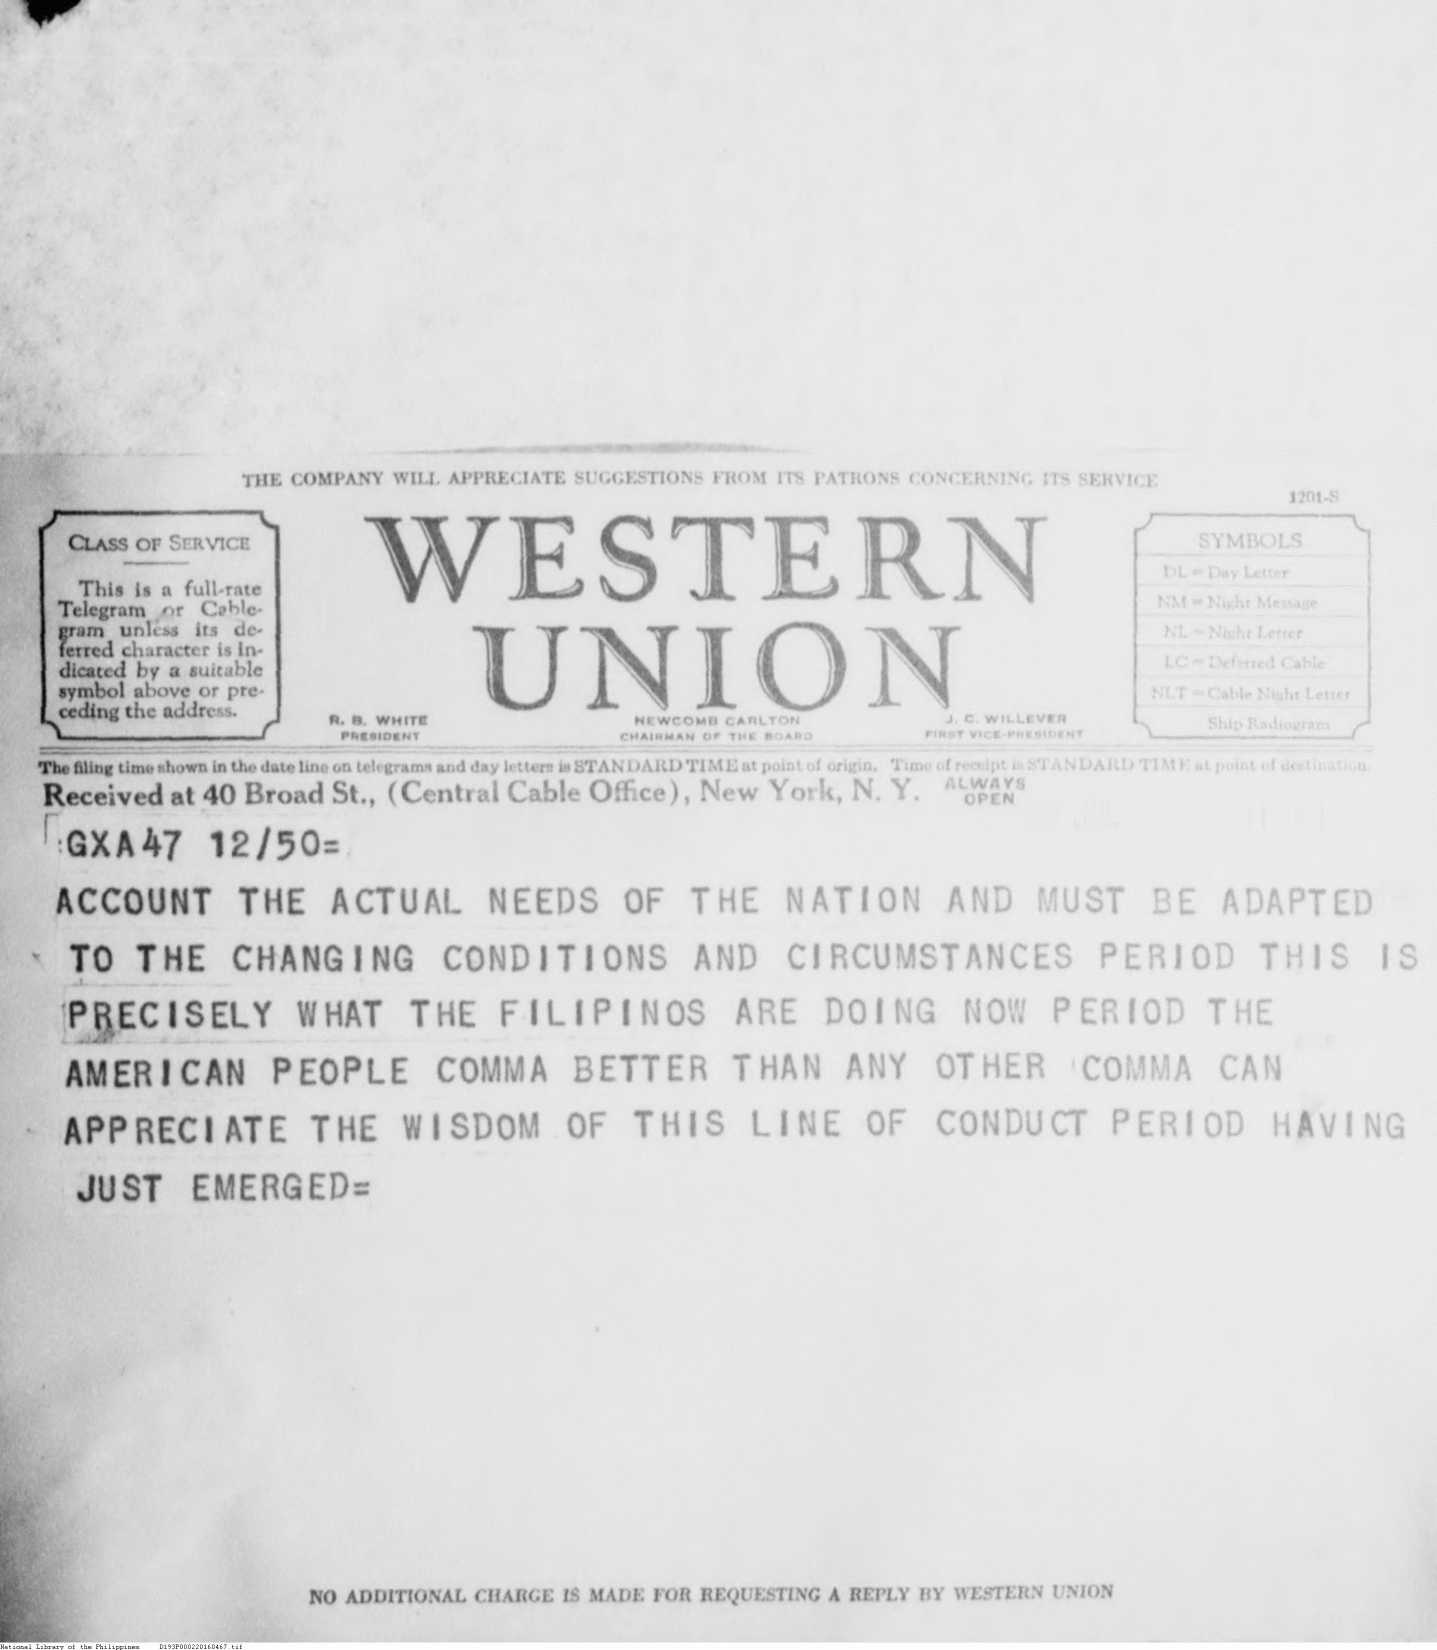 THE COMPANY WILL APPRECIATE SUGGESTIONS FROM ITS PATRONS CONCERNING ITS SERVICE
1201-S
CLASS OF SERVICE
This is a full-rate
Telegram or Cable-
gram unless its de-
ferred character is in-
dicated by a suitable
symbol above or pre-
ceding the address.
WESTERN
UNION
R. B. WHITE
PRESIDENT
NEWCOMB CARLTON
CHAIRMAN OF THE BOARD
J. C. WILLEVER
FIRST VICE-PRESIDENT
SYMBOLS
DL = Day Letter
NM = Night Message
NL = Night Letter
LC = Deferred Cable
NLT = Cable Night Letter
Ship Radiogram
The filing time shown in the date line on telegrams and day letters is STANDARD TIME at point of origin. Time of receipt is STANDARD TIME at point of destination.
Received at 40 Broad St., (Central Cable Office), New York, N. Y. ALWAYS OPEN
:GXA47 12/50=
ACCOUNT THE ACTUAL NEEDS OF THE NATION AND MUST BE ADAPTED
TO THE CHANGING CONDITIONS AND CIRCUMSTANCES PERIOD THIS IS
PRECISELY WHAT THE FILIPINOS ARE DOING NOW PERIOD THE
AMERICAN PEOPLE COMMA BETTER THAN ANY OTHER COMMA CAN
APPRECIATE THE WISDOM OF THIS LINE OF CONDUCT PERIOD HAVING
JUST EMERGED=
NO ADDITIONAL CHARGE IS MADE FOR REQUESTING A REPLY BY WESTERN UNION
National Library of the Philippines D193P000220160467.tif